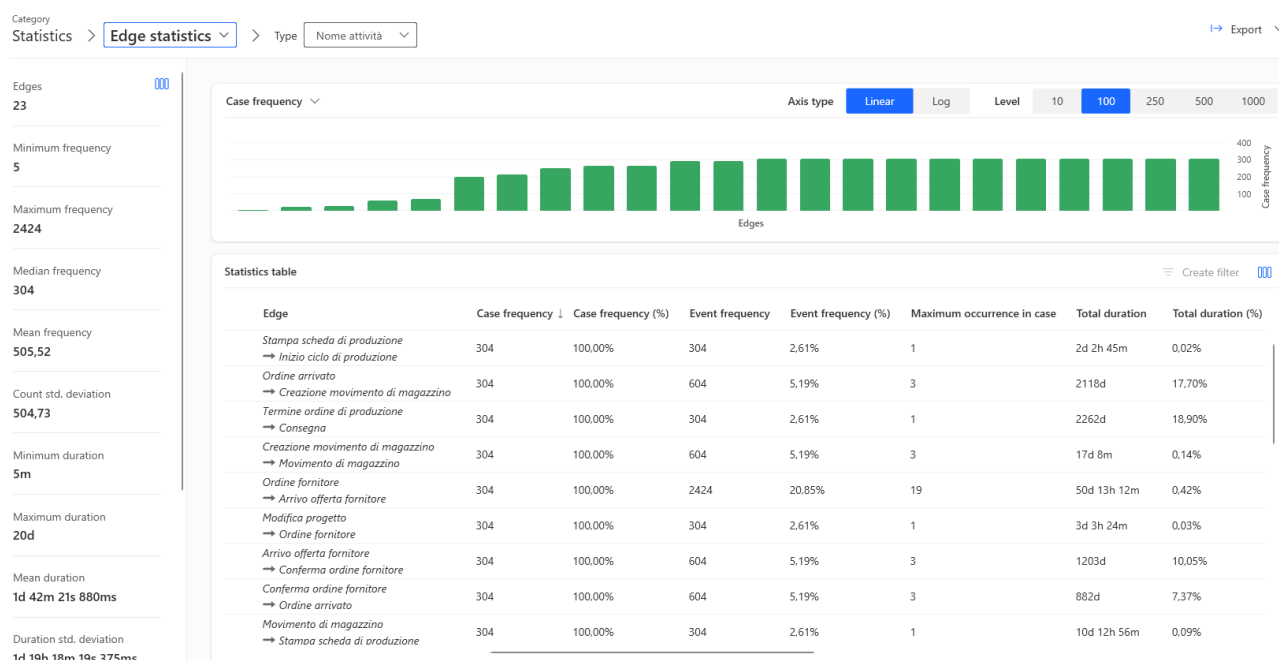 Category
Statistics > Edge statistics > Type Nome attività Export
Edges
23
Minimum frequency
5
Maximum frequency
2424
Median frequency
304
Mean frequency
505,52
Count std. deviation
504,73
Minimum duration
5m
Maximum duration
20d
Mean duration
1d 42m 21s 880ms
Duration std. deviation
1d 19h 18m 19s 375ms
Case frequency Axis type Linear Log Level 10 100 250 500 1000
400
300
200
100
Case frequency
Edges
Statistics table Create filter
Edge Case frequency ↓ Case frequency (%) Event frequency Event frequency (%) Maximum occurrence in case Total duration Total duration (%)
Stampa scheda di produzione
→ Inizio ciclo di produzione 304 100,00% 304 2,61% 1 2d 2h 45m 0,02%
Ordine arrivato
→ Creazione movimento di magazzino 304 100,00% 604 5,19% 3 2118d 17,70%
Termine ordine di produzione
→ Consegna 304 100,00% 304 2,61% 1 2262d 18,90%
Creazione movimento di magazzino
→ Movimento di magazzino 304 100,00% 604 5,19% 3 17d 8m 0,14%
Ordine fornitore
→ Arrivo offerta fornitore 304 100,00% 2424 20,85% 19 50d 13h 12m 0,42%
Modifica progetto
→ Ordine fornitore 304 100,00% 304 2,61% 1 3d 3h 24m 0,03%
Arrivo offerta fornitore
→ Conferma ordine fornitore 304 100,00% 604 5,19% 3 1203d 10,05%
Conferma ordine fornitore
→ Ordine arrivato 304 100,00% 604 5,19% 3 882d 7,37%
Movimento di magazzino
→ Stampa scheda di produzione 304 100,00% 304 2,61% 1 10d 12h 56m 0,09%